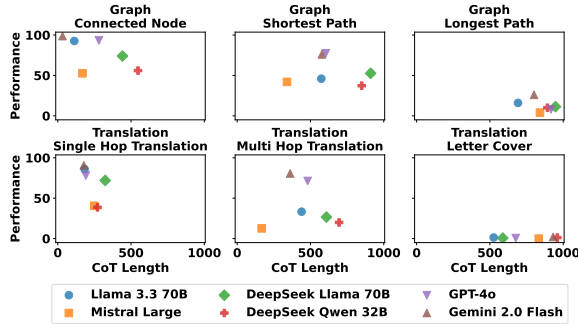 Graph
Connected Node
Graph
Shortest Path
Graph
Longest Path
Performance
100
50
0
Translation
Single Hop Translation
Translation
Multi Hop Translation
Translation
Letter Cover
Performance
100
50
0
0 500 1000
0 500 1000
0 500 1000
CoT Length
CoT Length
CoT Length
Llama 3.3 70B
DeepSeek Llama 70B
GPT-4o
Mistral Large
DeepSeek Qwen 32B
Gemini 2.0 Flash